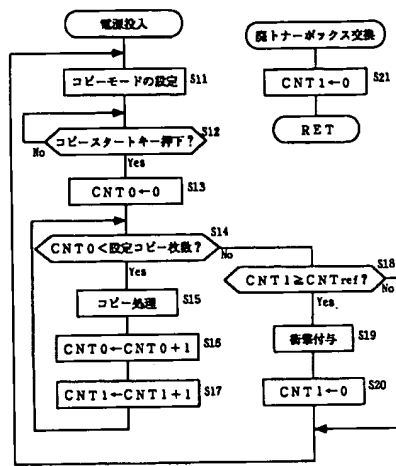 電源投入
コピーモードの設定 S11
コピースタートキー押下? S12
No
Yes
CNT0←0 S13
CNT0<設定コピー枚数? S14
No
Yes
コピー処理 S15
CNT0←CNT0+1 S16
CNT1←CNT1+1 S17
廃トナーボックス交換
CNT1←0 S21
RET
CNT1≧CNTref? S18
No
Yes
衝撃付与 S19
CNT1←0 S20